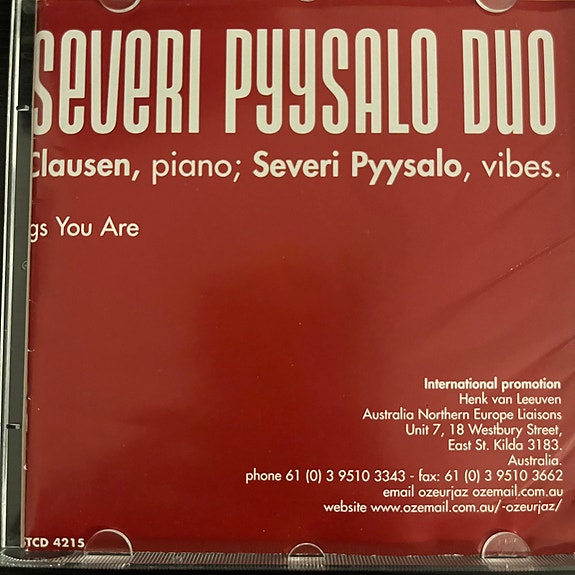 SEVERI PYYSALO DUO
Clausen, piano; Severi Pyysalo, vibes.
gs You Are
International promotion
Henk van Leeuven
Australia Northern Europe Liaisons
Unit 7, 18 Westbury Street,
East St. Kilda 3183.
Australia.
phone 61 (0) 3 9510 3343 - fax: 61 (0) 3 9510 3662
email ozeurjaz ozemail.com.au
website www.ozemail.com.au/-ozeurjaz/
TCD 4215